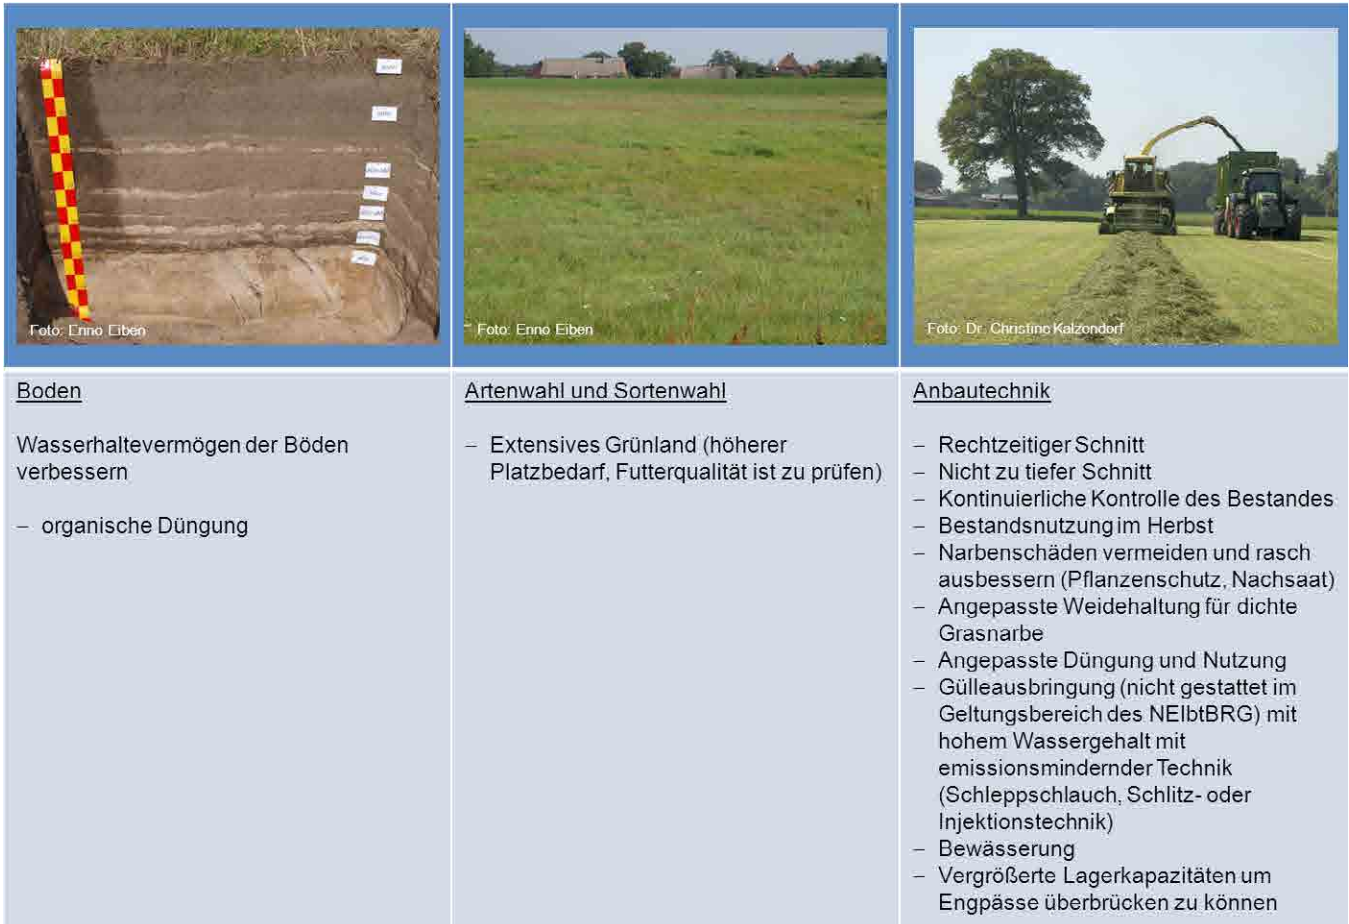 Foto: Enno Eiben
Foto: Enno Eiben
Foto: Dr. Christine Kalzendorf
Boden
Wasserhaltevermögen der Böden
verbessern
– organische Düngung
Artenwahl und Sortenwahl
– Extensives Grünland (höherer
Platzbedarf, Futterqualität ist zu prüfen)
Anbautechnik
– Rechtzeitiger Schnitt
– Nicht zu tiefer Schnitt
– Kontinuierliche Kontrolle des Bestandes
– Bestandsnutzung im Herbst
– Narbenschäden vermeiden und rasch
ausbessern (Pflanzenschutz, Nachsaat)
– Angepasste Weidehaltung für dichte
Grasnarbe
– Angepasste Düngung und Nutzung
– Gülleausbringung (nicht gestattet im
Geltungsbereich des NElbtBRG) mit
hohem Wassergehalt mit
emissionsmindernder Technik
(Schleppschlauch, Schlitz- oder
Injektionstechnik)
– Bewässerung
– Vergrößerte Lagerkapazitäten um
Engpässe überbrücken zu können